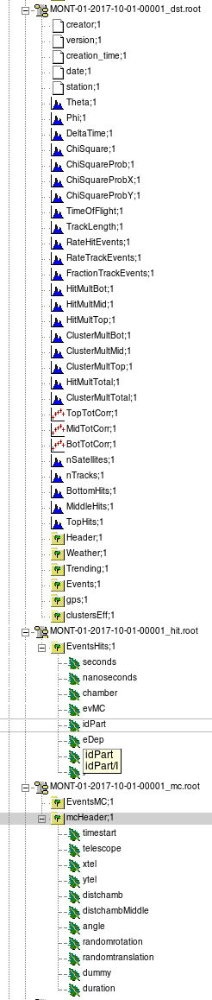 MONT-01-2017-10-01-00001_dst.root
creator;1
version;1
creation_time;1
date;1
station;1
Theta;1
Phi;1
DeltaTime;1
ChiSquare;1
ChiSquareProb;1
ChiSquareProbX;1
ChiSquareProbY;1
TimeOfFlight;1
TrackLength;1
RateHitEvents;1
RateTrackEvents;1
FractionTrackEvents;1
HitMultBot;1
HitMultMid;1
HitMultTop;1
ClusterMultBot;1
ClusterMultMid;1
ClusterMultTop;1
HitMultTotal;1
ClusterMultTotal;1
TopTotCorr;1
MidTotCorr;1
BotTotCorr;1
nSatellites;1
nTracks;1
BottomHits;1
MiddleHits;1
TopHits;1
Header;1
Weather;1
Trending;1
Events;1
gps;1
clustersEff;1
MONT-01-2017-10-01-00001_hit.root
EventsHits;1
seconds
nanoseconds
chamber
evMC
idPart
eDep
idPart
idPart/I
MONT-01-2017-10-01-00001_mc.root
EventsMC;1
mcHeader;1
timestart
telescope
xtel
ytel
distchamb
distchambMiddle
angle
randomrotation
randomtranslation
dummy
duration